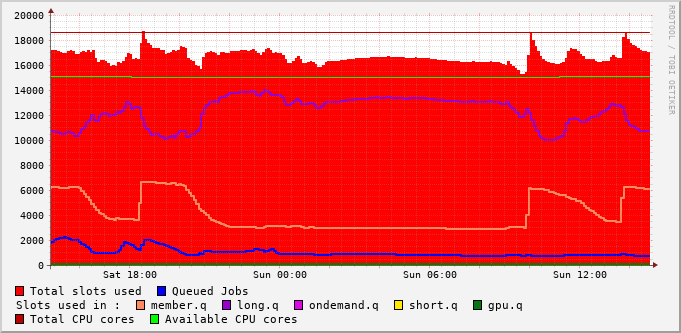 RRDTOOL / TOBI OETIKER
20000
18000
16000
14000
12000
10000
8000
6000
4000
2000
0
Sat 18:00 Sun 00:00 Sun 06:00 Sun 12:00
Total slots used Queued Jobs
Slots used in : member.q long.q ondemand.q short.q gpu.q
Total CPU cores Available CPU cores